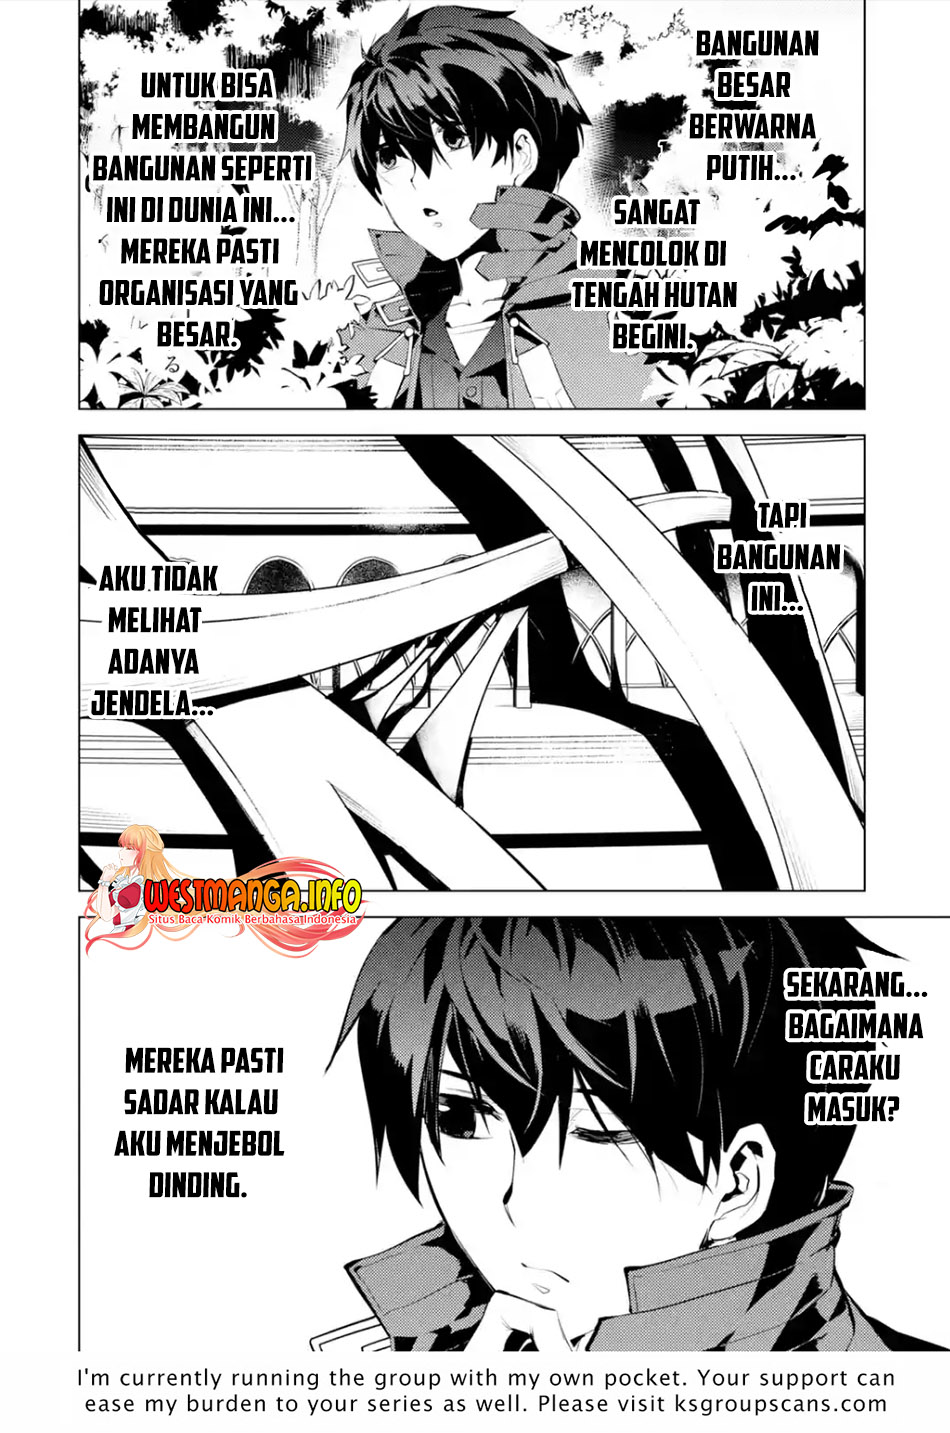 BANGUNAN
BESAR
BERWARNA
PUTIH...
SANGAT
MENCOLOK DI
TENGAH HUTAN
BEGINI.
UNTUK BISA
MEMBANGUN
BANGUNAN SEPERTI
INI DI DUNIA INI...
MEREKA PASTI
ORGANISASI YANG
BESAR.
る
TAPI
BANGUNAN
INI...
AKU TIDAK
MELIHAT
ADANYA
JENDELA...
WESTMANGA.INFO
Situs Baca Komik Berbahasa Indonesia
SEKARANG...
BAGAIMANA
CARAKU
MASUK?
MEREKA PASTI
SADAR KALAU
AKU MENJEBOL
DINDING.
I'm currently running the group with my own pocket. Your support can
ease my burden to your series as well. Please visit ksgroupscans.com